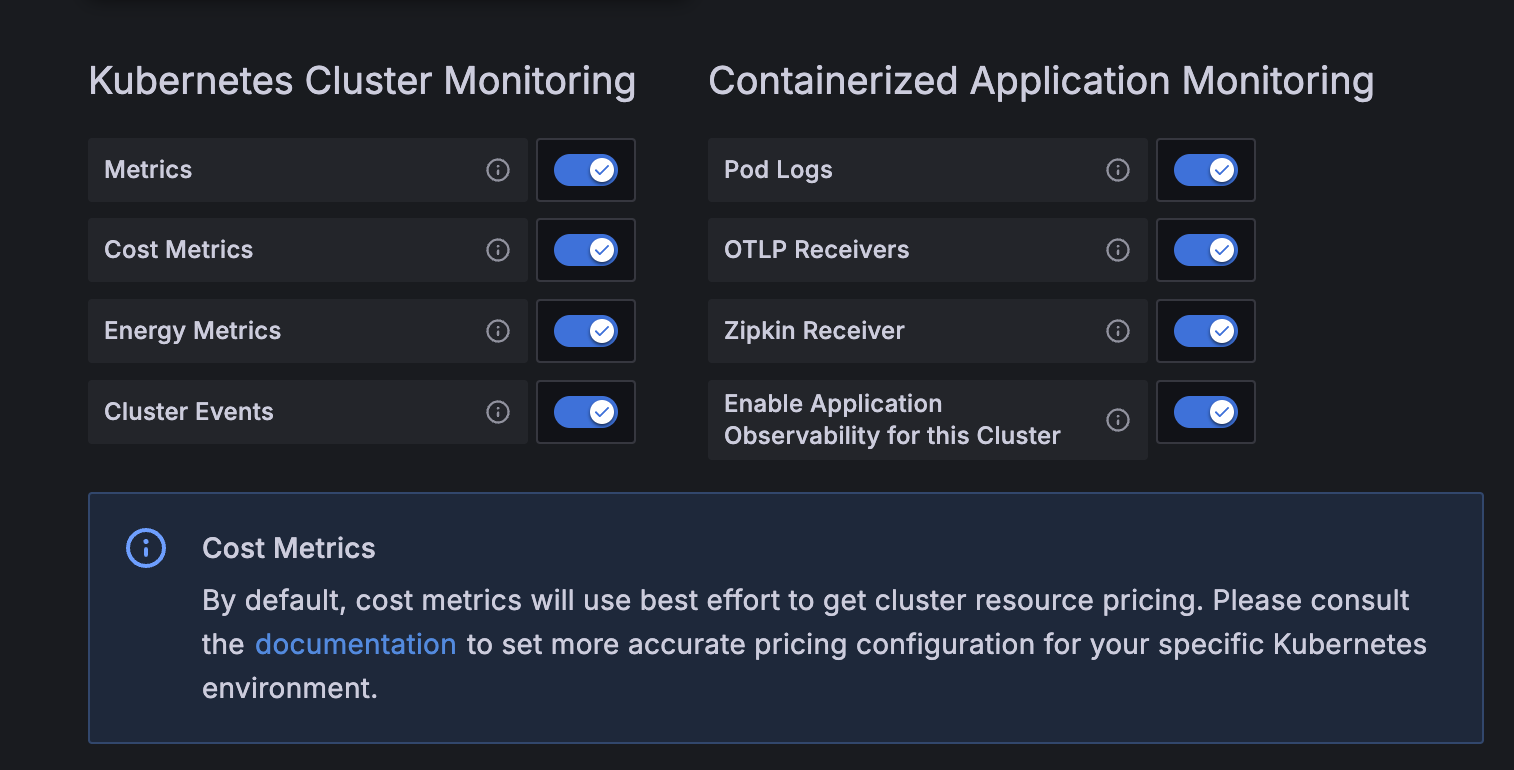 Kubernetes Cluster Monitoring
Metrics
Cost Metrics
Energy Metrics
Cluster Events
Containerized Application Monitoring
Pod Logs
OTLP Receivers
Zipkin Receiver
Enable Application
Observability for this Cluster
Cost Metrics
By default, cost metrics will use best effort to get cluster resource pricing. Please consult
the documentation to set more accurate pricing configuration for your specific Kubernetes
environment.